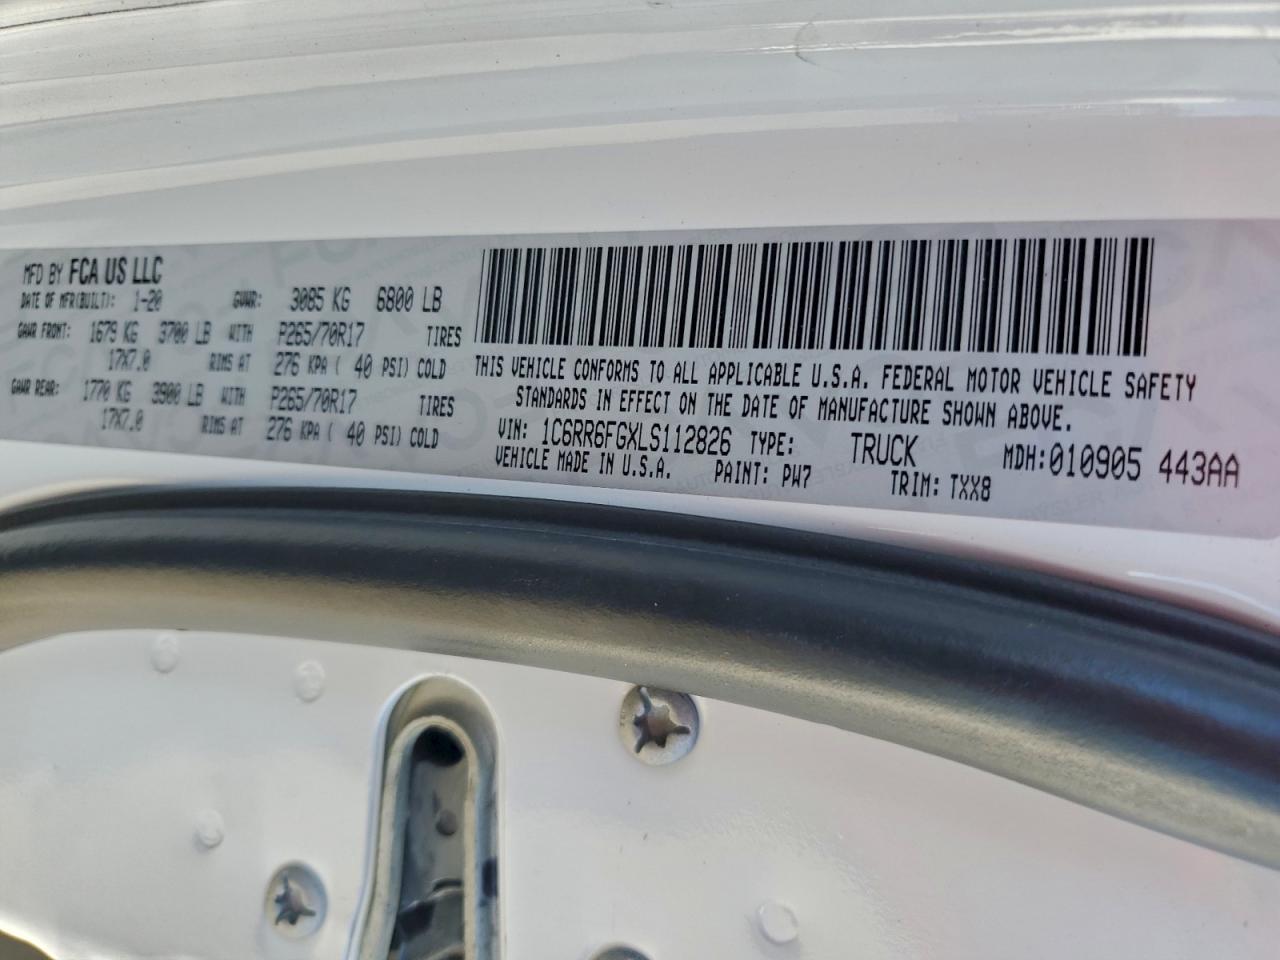 MFD BY FCA US LLC
DATE OF MFR(BUILT): 1-20 GVWR: 3085 KG 6800 LB
GAWR FRONT: 1679 KG 3700 LB WITH P265/70R17 TIRES
17X7.0 RIMS AT 276 KPA ( 40 PSI) COLD
GAWR REAR: 1770 KG 3900 LB WITH P265/70R17 TIRES
17X7.0 RIMS AT 276 KPA ( 40 PSI) COLD
THIS VEHICLE CONFORMS TO ALL APPLICABLE U.S.A. FEDERAL MOTOR VEHICLE SAFETY
STANDARDS IN EFFECT ON THE DATE OF MANUFACTURE SHOWN ABOVE.
VIN: 1C6RR6FGXLS112826 TYPE: TRUCK MDH:010905 443AA
VEHICLE MADE IN U.S.A. PAINT: PW7 TRIM: TXX8